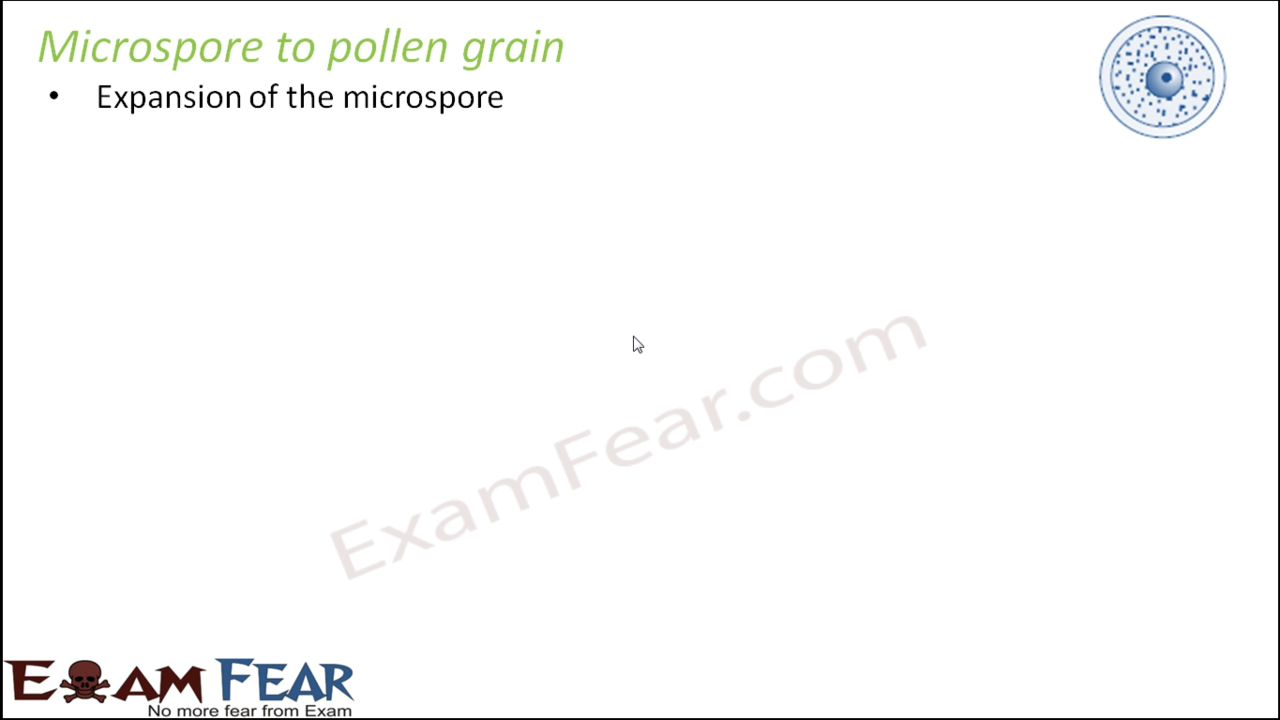 Microspore to pollen grain
• Expansion of the microspore
ExamFear.com
EXAM FEAR
No more fear from Exam